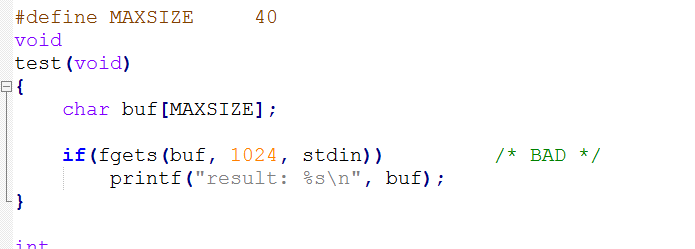 #define MAXSIZE     40
void
test(void)
{
    char buf[MAXSIZE];
    if(fgets(buf, 1024, stdin))          /* BAD */
        printf("result: %s\n", buf);
}
int